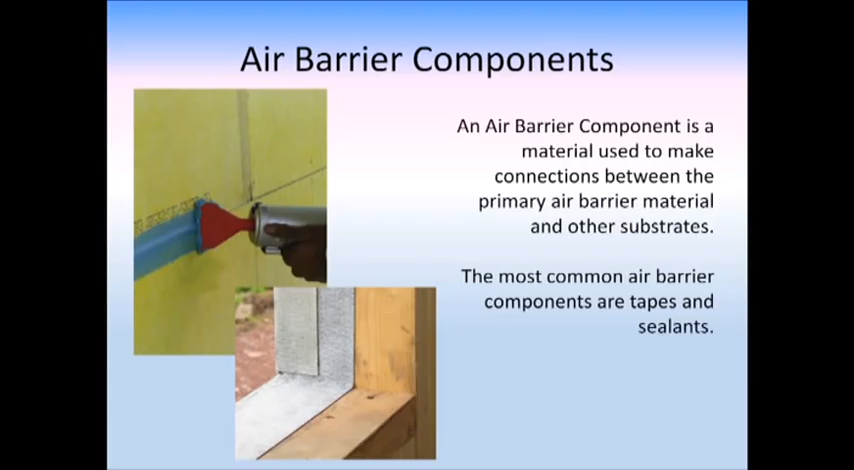 Air Barrier Components
An Air Barrier Component is a
material used to make
connections between the
primary air barrier material
and other substrates.
The most common air barrier
components are tapes and
sealants.